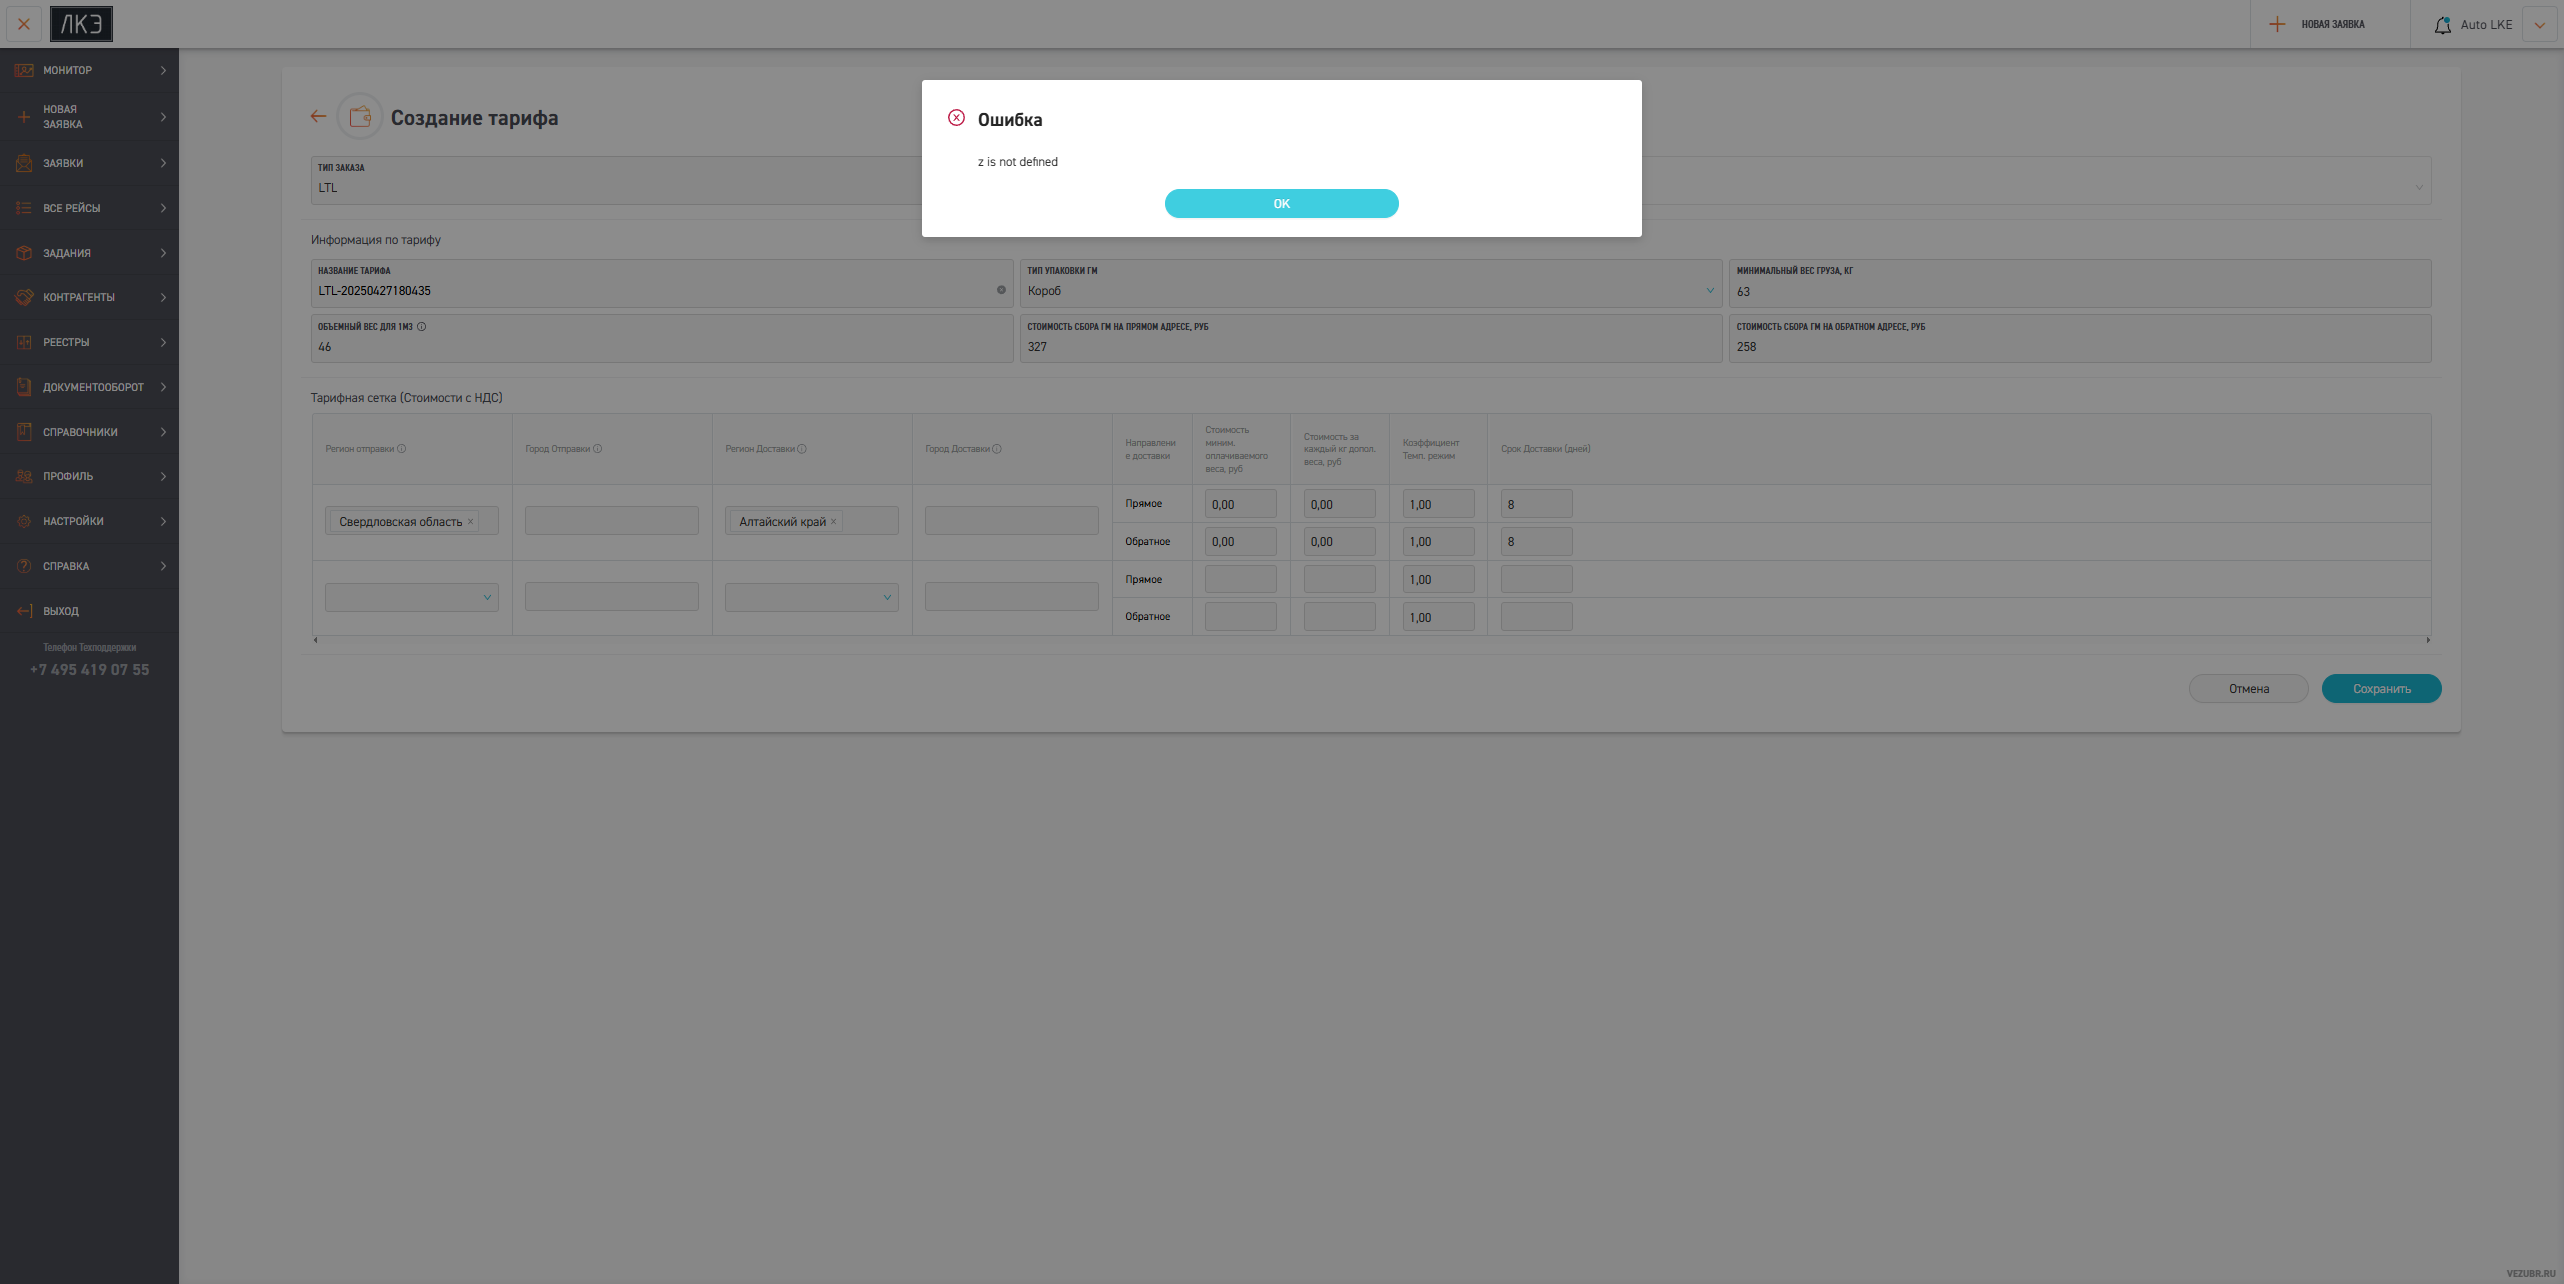 ЛКЭ
НОВАЯ ЗАЯВКА
Auto LKE
МОНИТОР
НОВАЯ
ЗАЯВКА
ЗАЯВКИ
ВСЕ РЕЙСЫ
ЗАДАНИЯ
КОНТРАГЕНТЫ
РЕЕСТРЫ
ДОКУМЕНТООБОРОТ
СПРАВОЧНИКИ
ПРОФИЛЬ
НАСТРОЙКИ
СПРАВКА
ВЫХОД
Телефон Техподдержки
+7 495 419 07 55
Ошибка
z is not defined
OK
Создание тарифа
ТИП ЗАКАЗА
LTL
Информация по тарифу
НАЗВАНИЕ ТАРИФА
LTL-20250427180435
ТИП УПАКОВКИ ГМ
Короб
МИНИМАЛЬНЫЙ ВЕС ГРУЗА, КГ
63
ОБЪЕМНЫЙ ВЕС ДЛЯ 1М3
46
СТОИМОСТЬ СБОРА ГМ НА ПРЯМОМ АДРЕСЕ, РУБ
327
СТОИМОСТЬ СБОРА ГМ НА ОБРАТНОМ АДРЕСЕ, РУБ
258
Тарифная сетка (Стоимости с НДС)
Регион отправки
Город Отправки
Регион Доставки
Город Доставки
Направлени
е доставки
Стоимость
миним.
оплачиваемого
веса, руб
Стоимость за
каждый кг допол.
веса, руб
Коэффициент
Темп. режим
Срок Доставки (дней)
Свердловская область ×
Алтайский край ×
Прямое 0,00 0,00 1,00 8
Обратное 0,00 0,00 1,00 8
Прямое 1,00
Обратное 1,00
Отмена
Сохранить
VEZUBR.RU